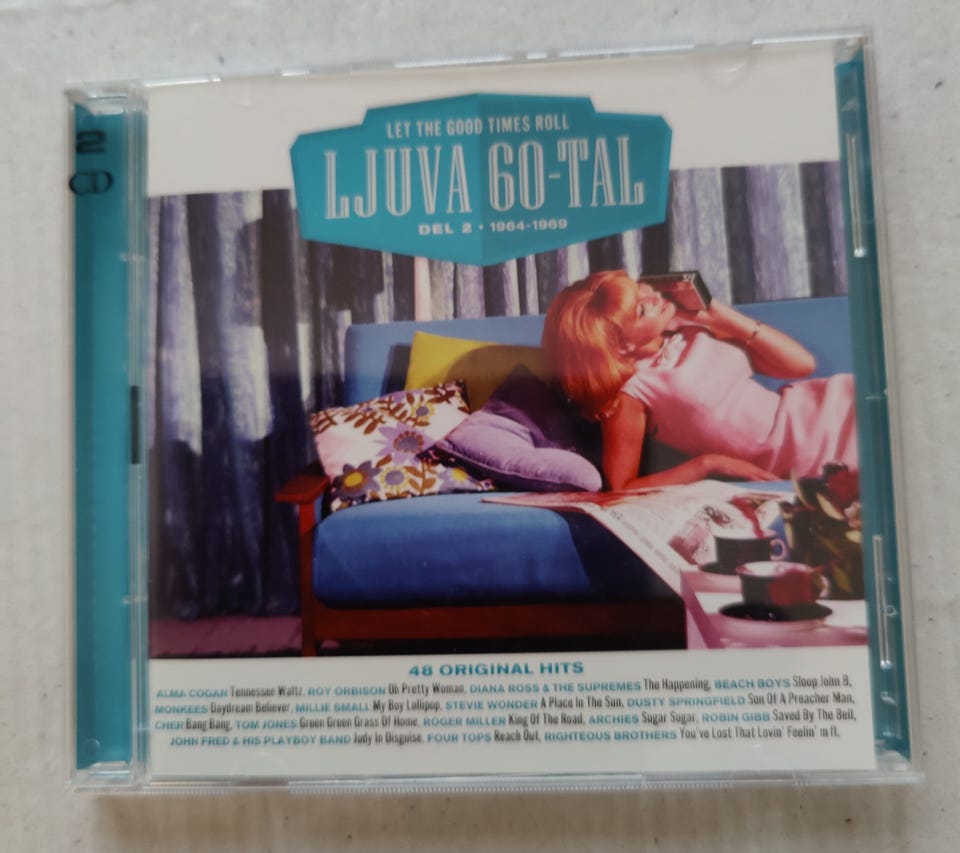 2
CD
LET THE GOOD TIMES ROLL
LJUVA 60-TAL
DEL 2 • 1964-1969
48 ORIGINAL HITS
ALMA COGAN Tennessee Waltz, ROY ORBISON Oh Pretty Woman, DIANA ROSS & THE SUPREMES The Happening, BEACH BOYS Sloop John B,
MONKEES Daydream Believer, MILLIE SMALL My Boy Lollipop, STEVIE WONDER A Place In The Sun, DUSTY SPRINGFIELD Son Of A Preacher Man,
CHER Bang Bang, TOM JONES Green Green Grass Of Home, ROGER MILLER King Of The Road, ARCHIES Sugar Sugar, ROBIN GIBB Saved By The Bell,
JOHN FRED & HIS PLAYBOY BAND Judy In Disguise, FOUR TOPS Reach Out, RIGHTEOUS BROTHERS You've Lost That Lovin' Feelin' m fl.